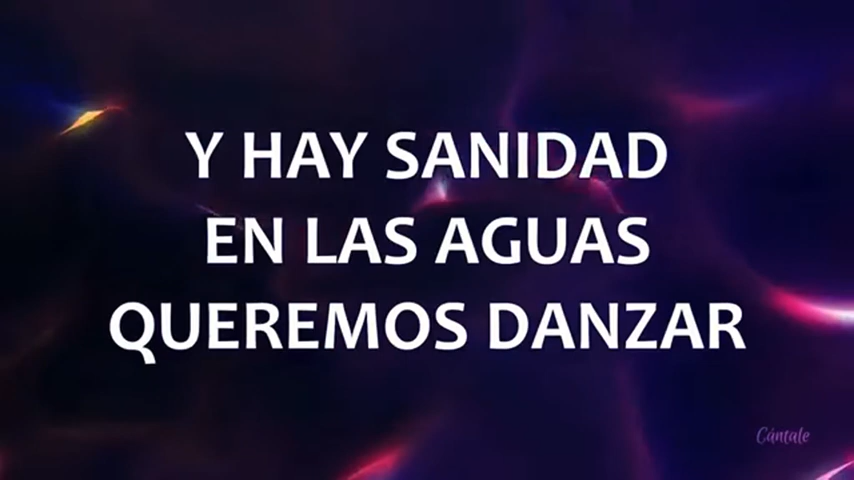 Y HAY SANIDAD
EN LAS AGUAS
QUEREMOS DANZAR
Cántale